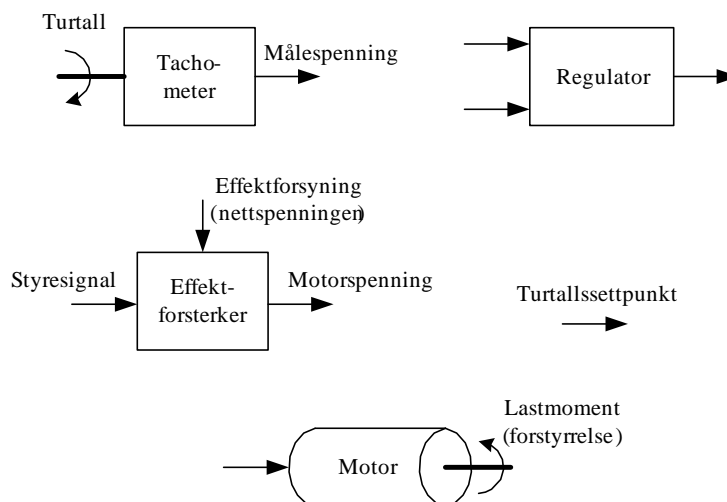 Turtall
Tacho-
meter
Målespenning
Regulator
Effektforsyning
(nettspenningen)
Styresignal
Effekt-
forsterker
Motorspenning
Turtallssettpunkt
Lastmoment
(forstyrrelse)
Motor